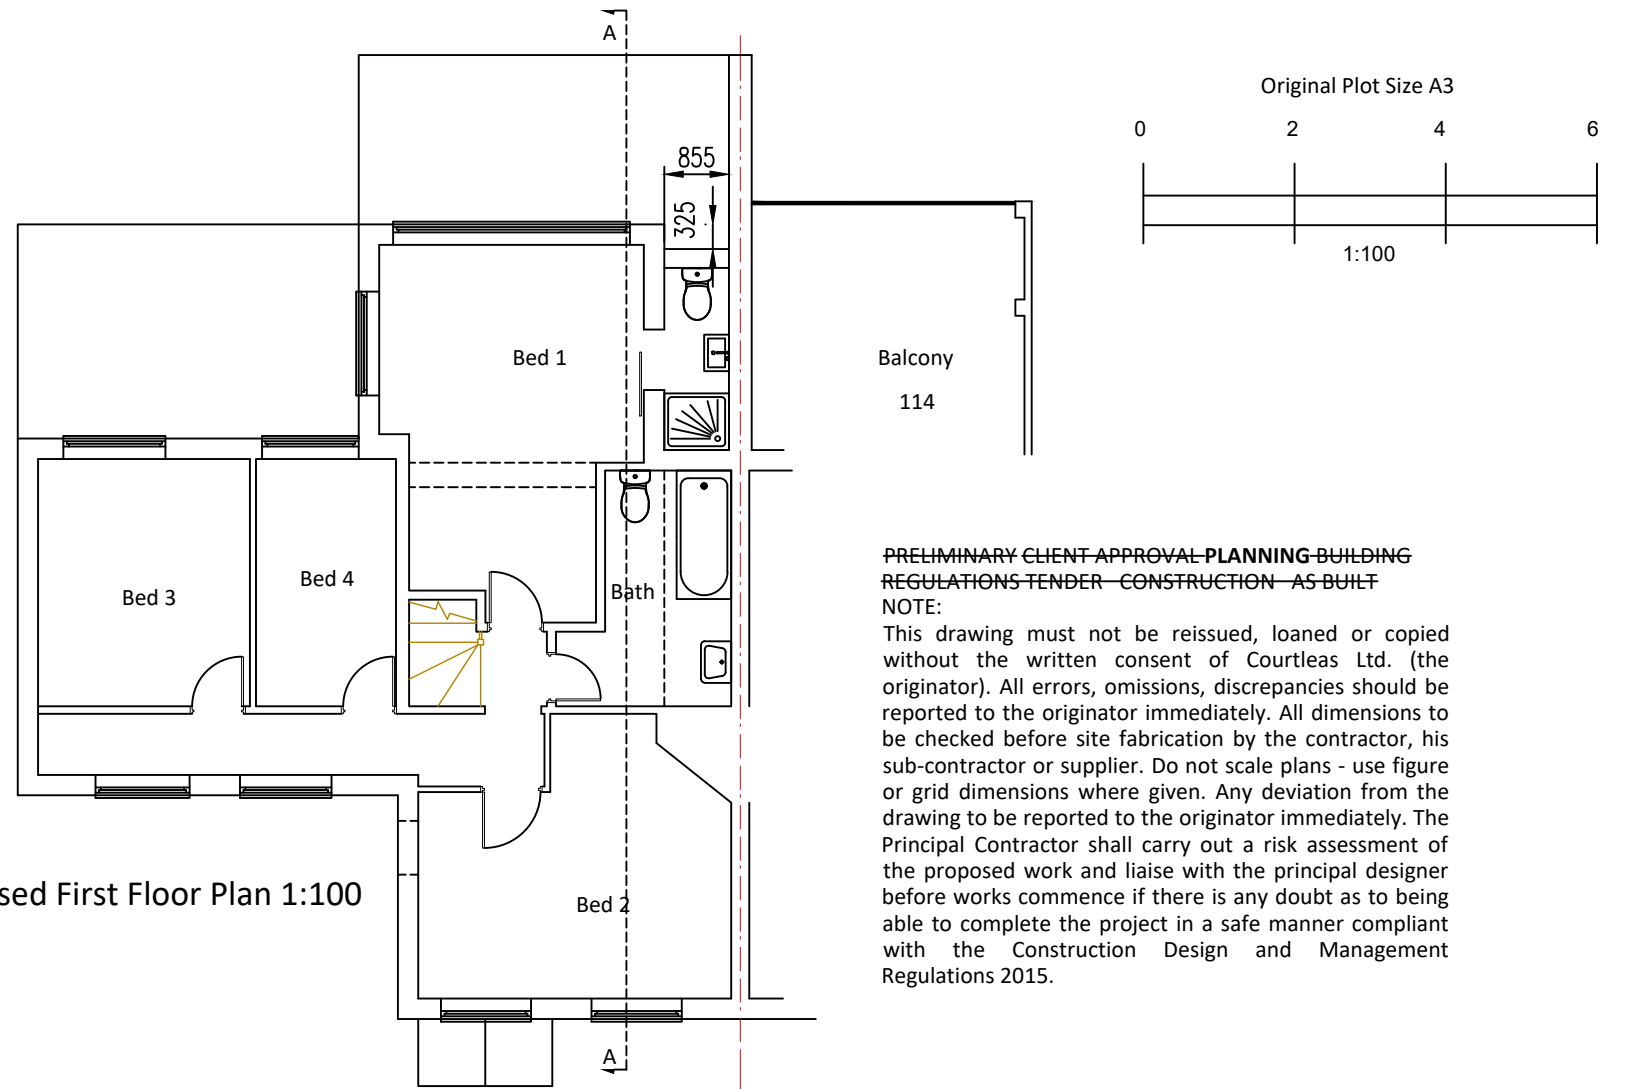 A
Original Plot Size A3
0 2 4 6
1:100
855
325
Bed 1
Balcony
114
Bed 3
Bed 4
Bath
Bed 2
A
sed First Floor Plan 1:100
PRELIMINARY CLIENT APPROVAL PLANNING BUILDING
REGULATIONS TENDER CONSTRUCTION AS BUILT
NOTE:
This drawing must not be reissued, loaned or copied
without the written consent of Courtleas Ltd. (the
originator). All errors, omissions, discrepancies should be
reported to the originator immediately. All dimensions to
be checked before site fabrication by the contractor, his
sub-contractor or supplier. Do not scale plans - use figure
or grid dimensions where given. Any deviation from the
drawing to be reported to the originator immediately. The
Principal Contractor shall carry out a risk assessment of
the proposed work and liaise with the principal designer
before works commence if there is any doubt as to being
able to complete the project in a safe manner compliant
with the Construction Design and Management
Regulations 2015.